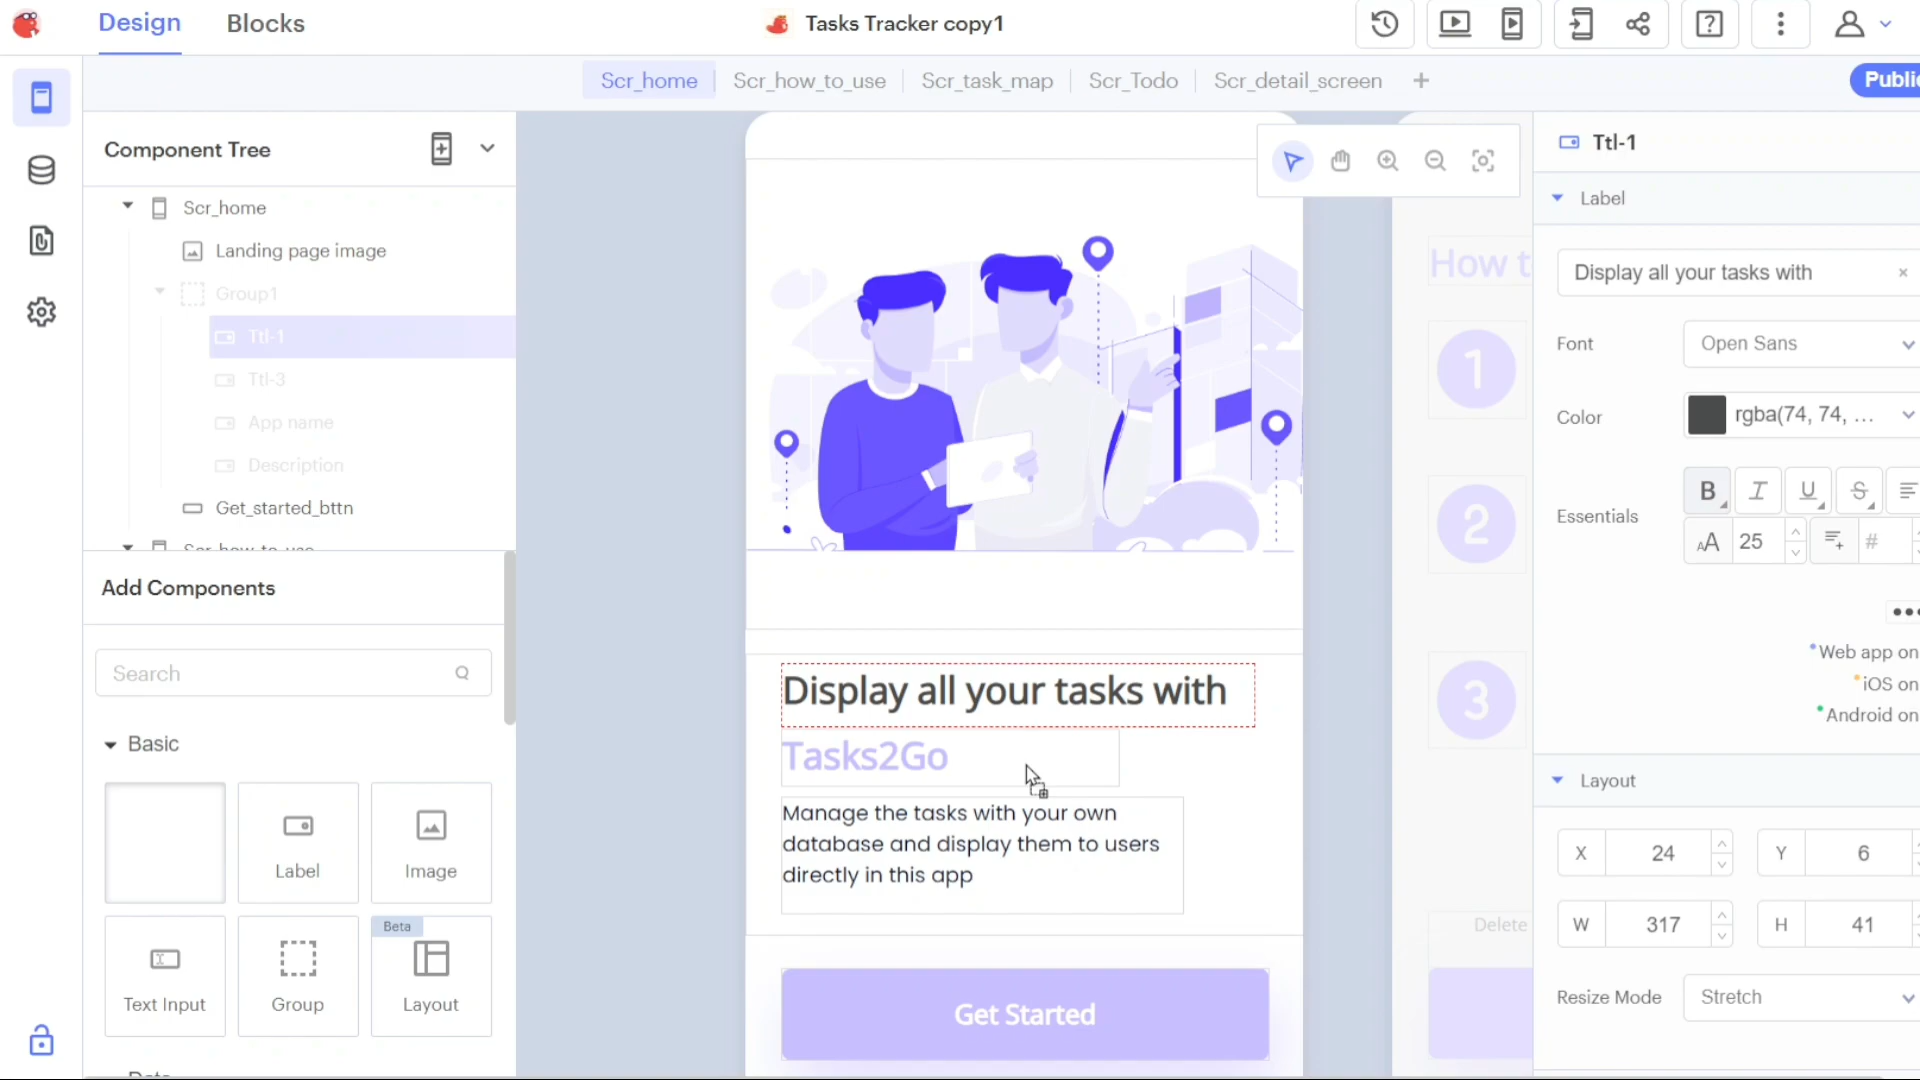 Design
Blocks
Tasks Tracker copy1
Scr_home
Scr_how_to_use
Scr_task_map
Scr_Todo
Scr_detail_screen
+
Component Tree
Scr_home
Landing page image
Group1
Ttl-1
Ttl-3
App name
Description
Get_started_bttn
Add Components
Search
Basic
Label
Image
Text Input
Group
Beta
Layout
Display all your tasks with
Tasks2Go
Manage the tasks with your own
database and display them to users
directly in this app
Get Started
How t
1
2
3
Delete
Ttl-1
Label
Display all your tasks with
Font
Open Sans
Color
rgba(74, 74, ...
Essentials
B I U S
AA 25 #
Web app on
iOS on
Android on
Layout
X 24 Y 6
W 317 H 41
Resize Mode
Stretch